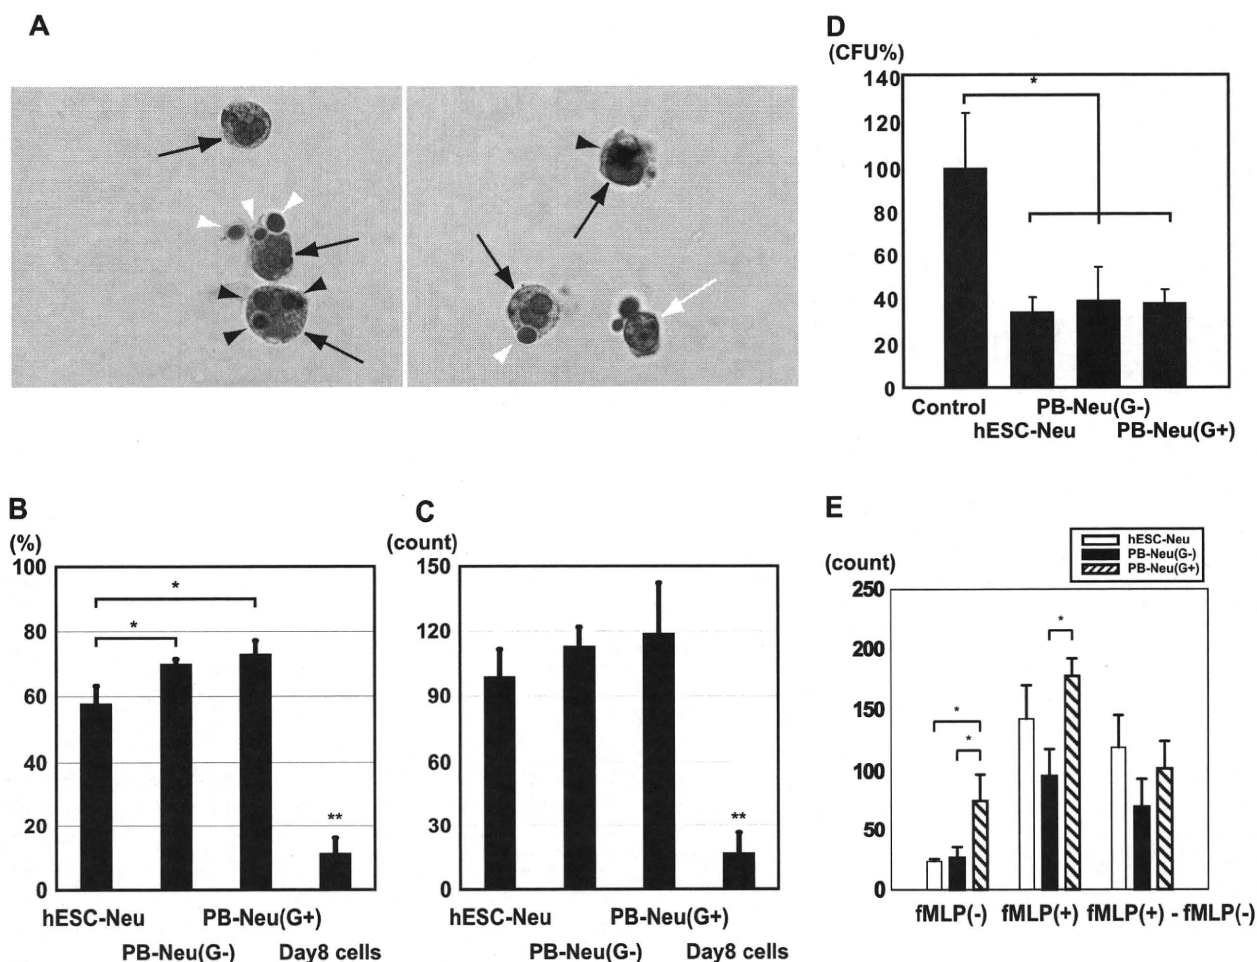 A
D
(CFU%)
140
*
120
100
80
60
40
20
0
Control PB-Neu(G-)
hESC-Neu PB-Neu(G+)
B
(%)
100
*
80
*
60
40
20
**
0
hESC-Neu PB-Neu(G+)
PB-Neu(G-) Day8 cells
C
(count)
150
120
90
60
30
**
0
hESC-Neu PB-Neu(G+)
PB-Neu(G-) Day8 cells
E
hESC-Neu
PB-Neu(G-)
PB-Neu(G+)
(count)
250
200
*
150
*
*
100
50
0
fMLP(-) fMLP(+) fMLP(+) - fMLP(-)